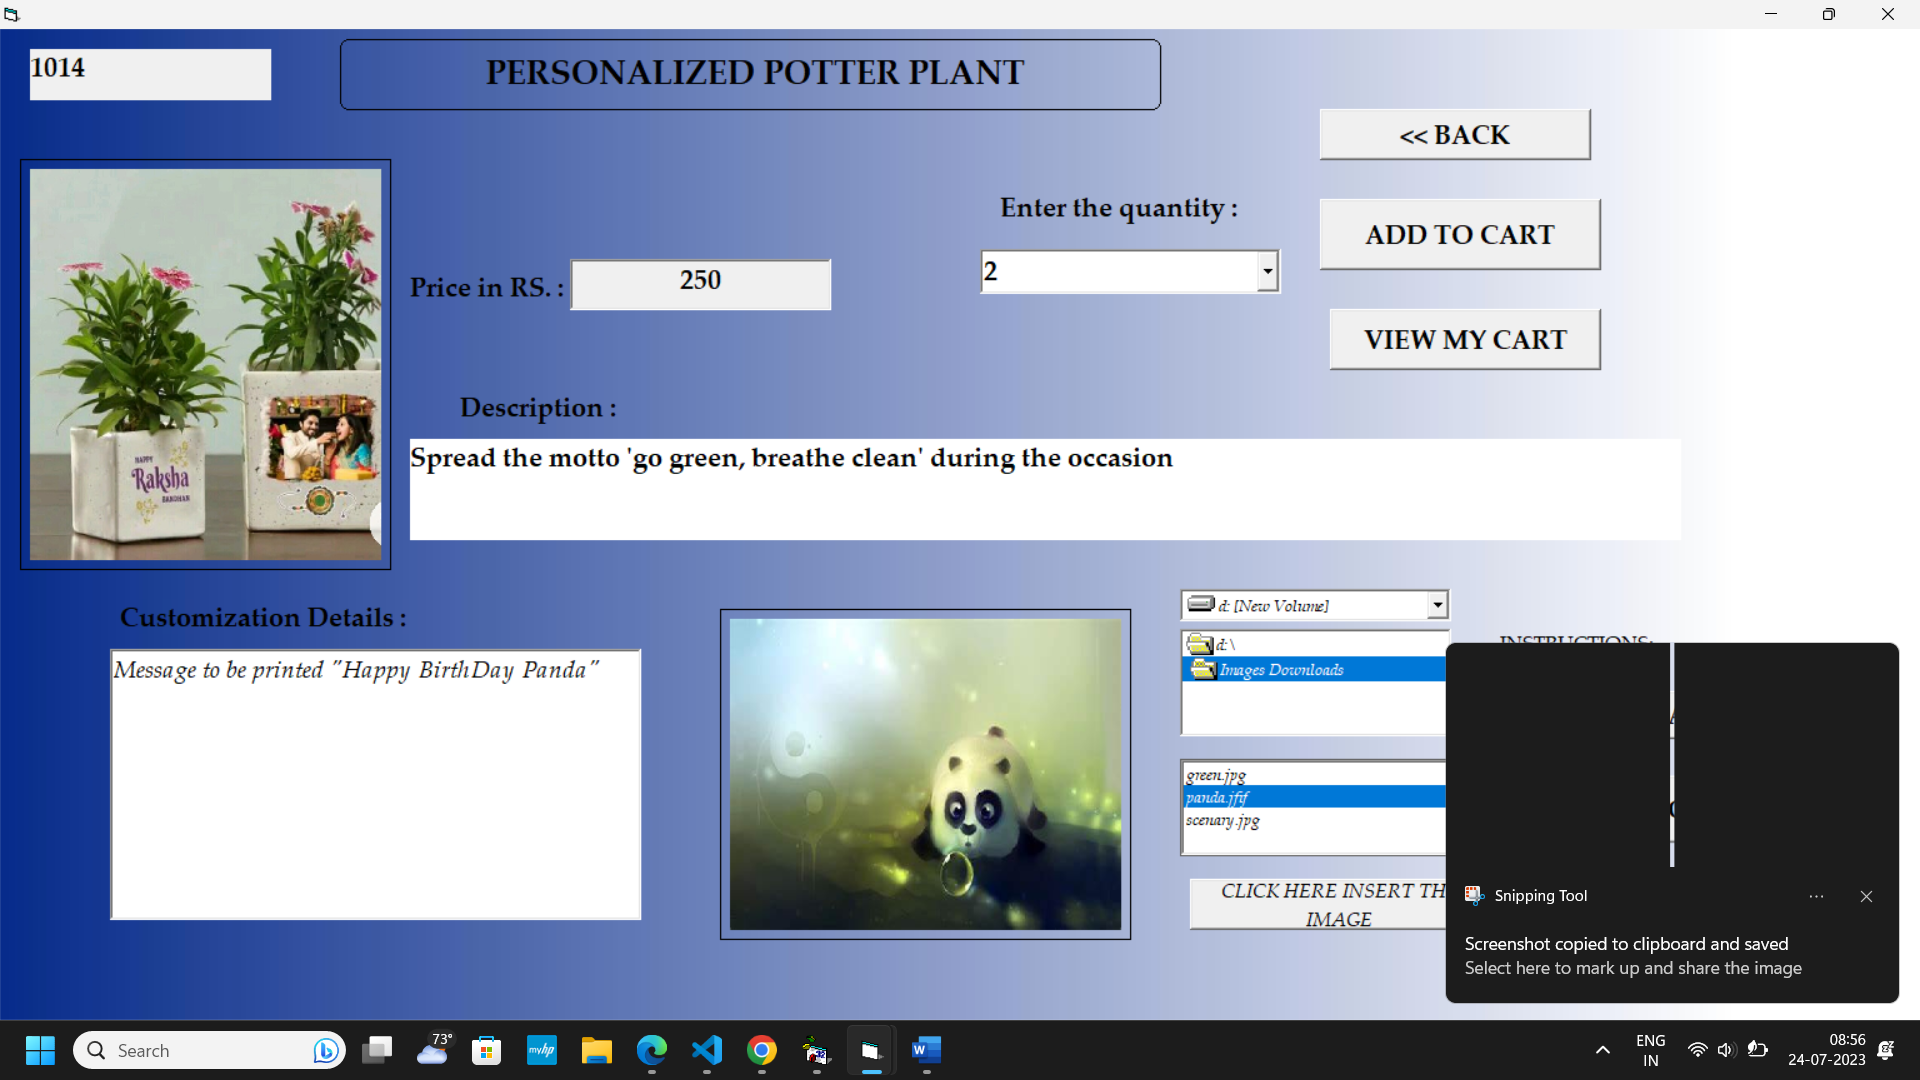 1014
PERSONALIZED POTTER PLANT
<< BACK
Enter the quantity :
ADD TO CART
Price in RS. :
250
2
VIEW MY CART
Description :
Spread the motto 'go green, breathe clean' during the occasion
HAPPY
Raksha
BANDHAN
Customization Details :
Message to be printed "Happy BirthDay Panda"
d: [New Volume]
d:\
Images Downloads
INSTRUCTIONS:
green.jpg
panda.jfif
scenary.jpg
CLICK HERE INSERT TH
IMAGE
Snipping Tool
Screenshot copied to clipboard and saved
Select here to mark up and share the image
Search
73°
myhp
ENG
IN
08:56
24-07-2023